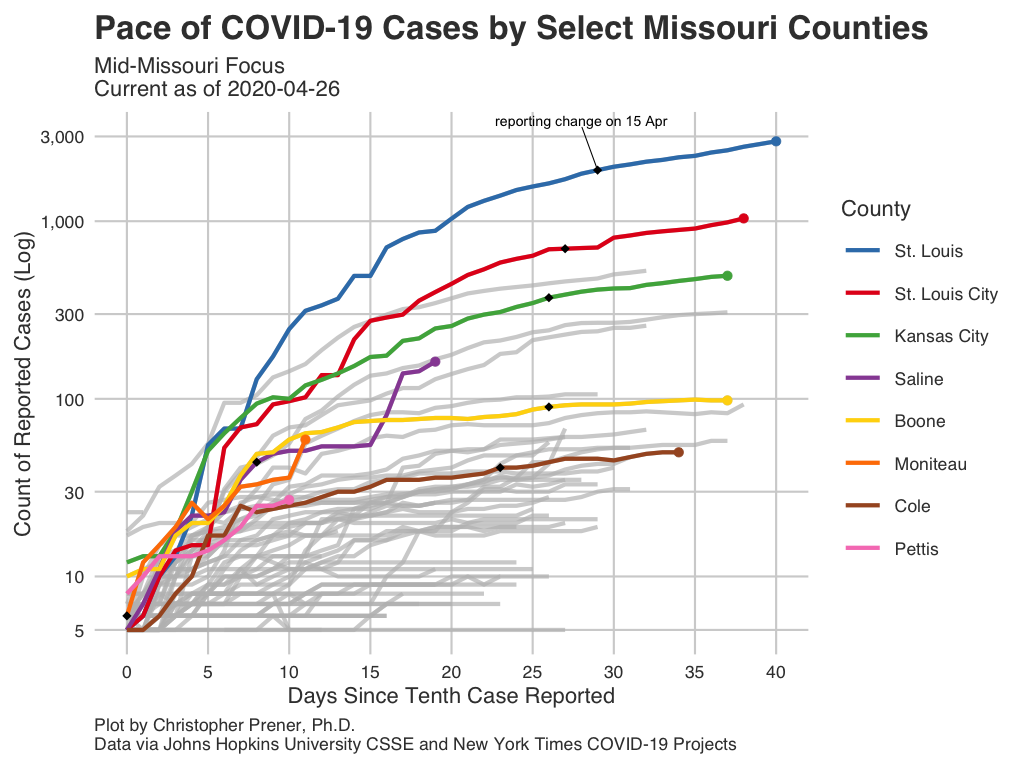 Pace of COVID-19 Cases by Select Missouri Counties
Mid-Missouri Focus
Current as of 2020-04-26
reporting change on 15 Apr
Count of Reported Cases (Log)
3,000
1,000
300
100
30
10
5
0 5 10 15 20 25 30 35 40
Days Since Tenth Case Reported
County
St. Louis
St. Louis City
Kansas City
Saline
Boone
Moniteau
Cole
Pettis
Plot by Christopher Prener, Ph.D.
Data via Johns Hopkins University CSSE and New York Times COVID-19 Projects